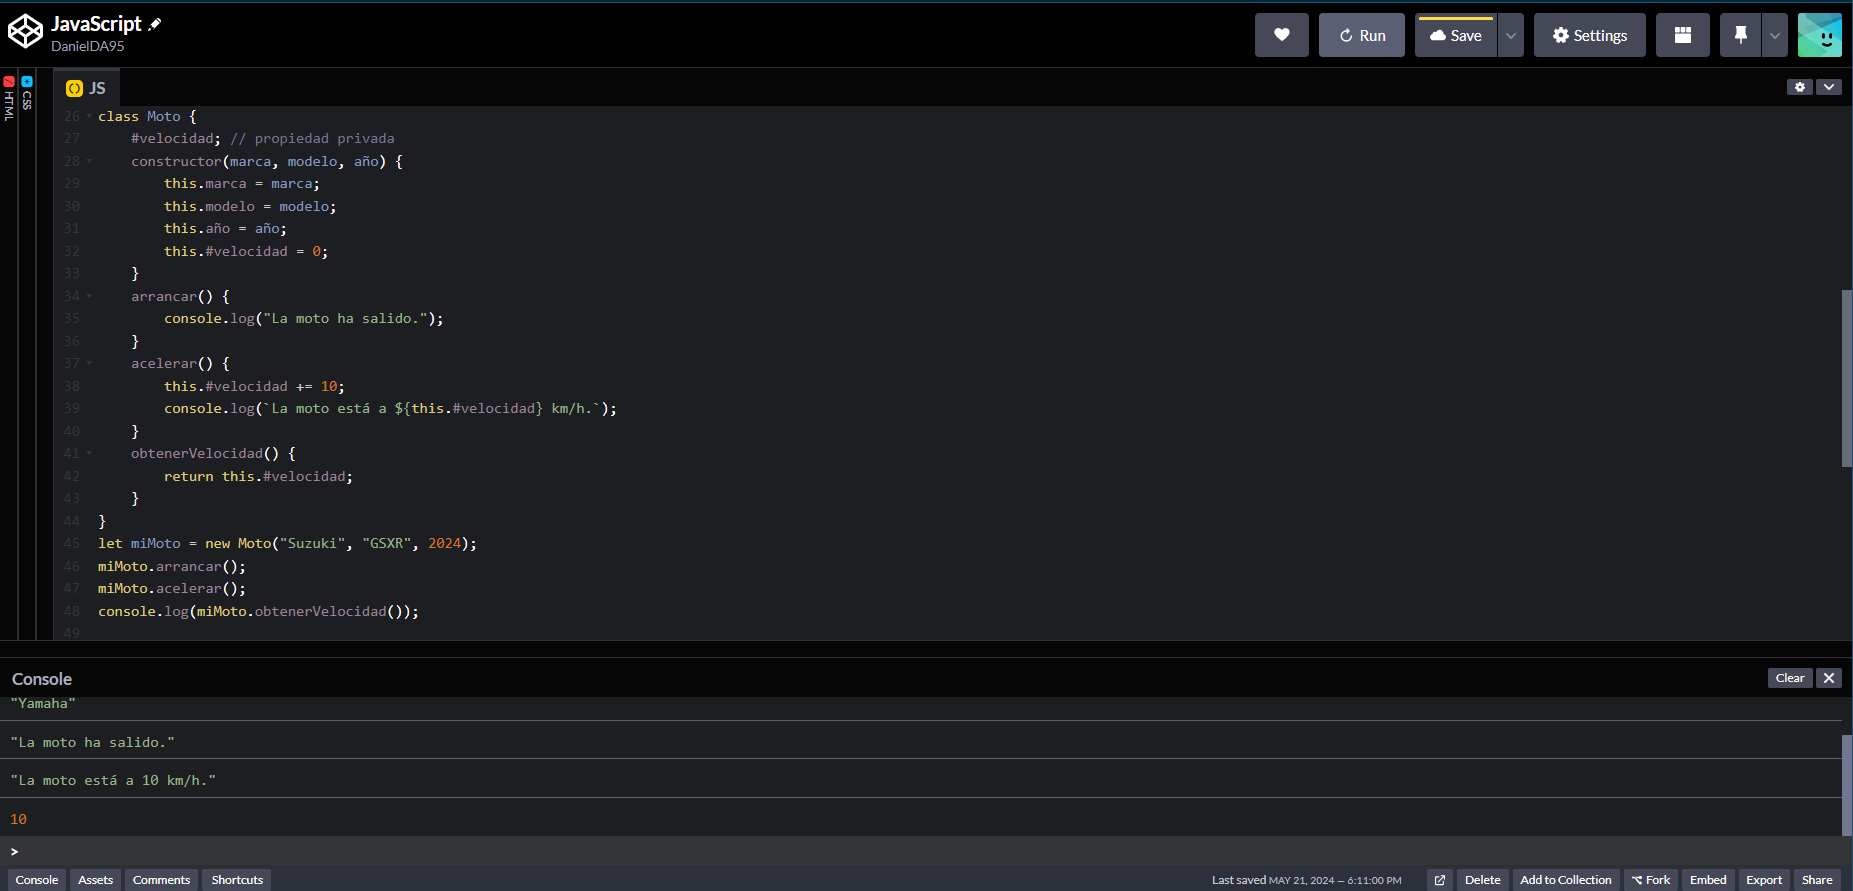 JavaScript
DanielDA95
Run
Save
Settings
HTML
CSS
JS
26 class Moto {
27 #velocidad; // propiedad privada
28 constructor(marca, modelo, año) {
29 this.marca = marca;
30 this.modelo = modelo;
31 this.año = año;
32 this.#velocidad = 0;
33 }
34 arrancar() {
35 console.log("La moto ha salido.");
36 }
37 acelerar() {
38 this.#velocidad += 10;
39 console.log(`La moto está a ${this.#velocidad} km/h.`);
40 }
41 obtenerVelocidad() {
42 return this.#velocidad;
43 }
44 }
45 let miMoto = new Moto("Suzuki", "GSXR", 2024);
46 miMoto.arrancar();
47 miMoto.acelerar();
48 console.log(miMoto.obtenerVelocidad());
49
Console
Clear
"Yamaha"
"La moto ha salido."
"La moto está a 10 km/h."
10
>
Console Assets Comments Shortcuts
Last saved MAY 21, 2024 — 6:11:00 PM
Delete Add to Collection Fork Embed Export Share